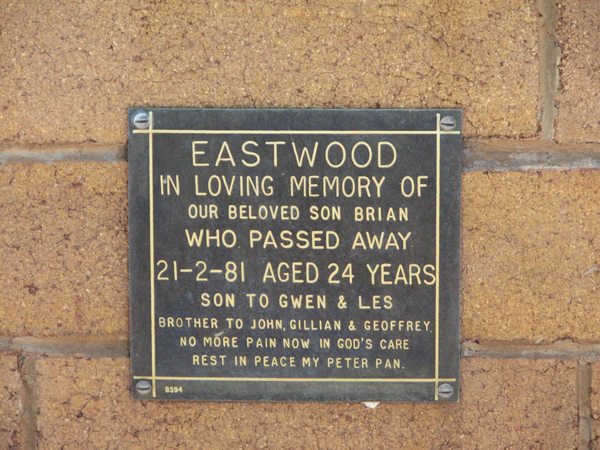 EASTWOOD
IN LOVING MEMORY OF
OUR BELOVED SON BRIAN
WHO. PASSED AWAY
21-2-81 AGED 24 YEARS
SON TO GWEN & LES
BROTHER TO JOHN, GILLIAN & GEOFFREY.
NO MORE PAIN NOW IN GOD'S CARE
REST IN PEACE MY PETER PAN.
8594